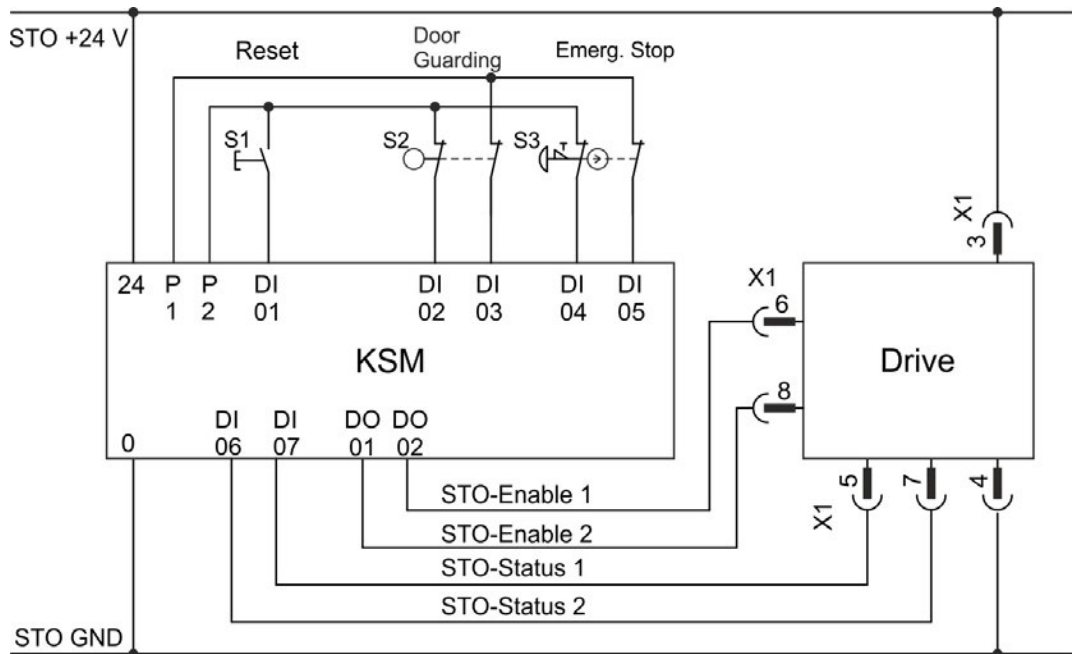 STO +24 V
Reset
Door
Guarding
Emerg. Stop
S1
S2
S3
X1
3
24 P P DI DI DI DI DI
1 2 01 02 03 04 05
X1
6
KSM
Drive
8
DI DI DO DO
0 06 07 01 02
5 7 4
X1
STO-Enable 1
STO-Enable 2
STO-Status 1
STO-Status 2
STO GND